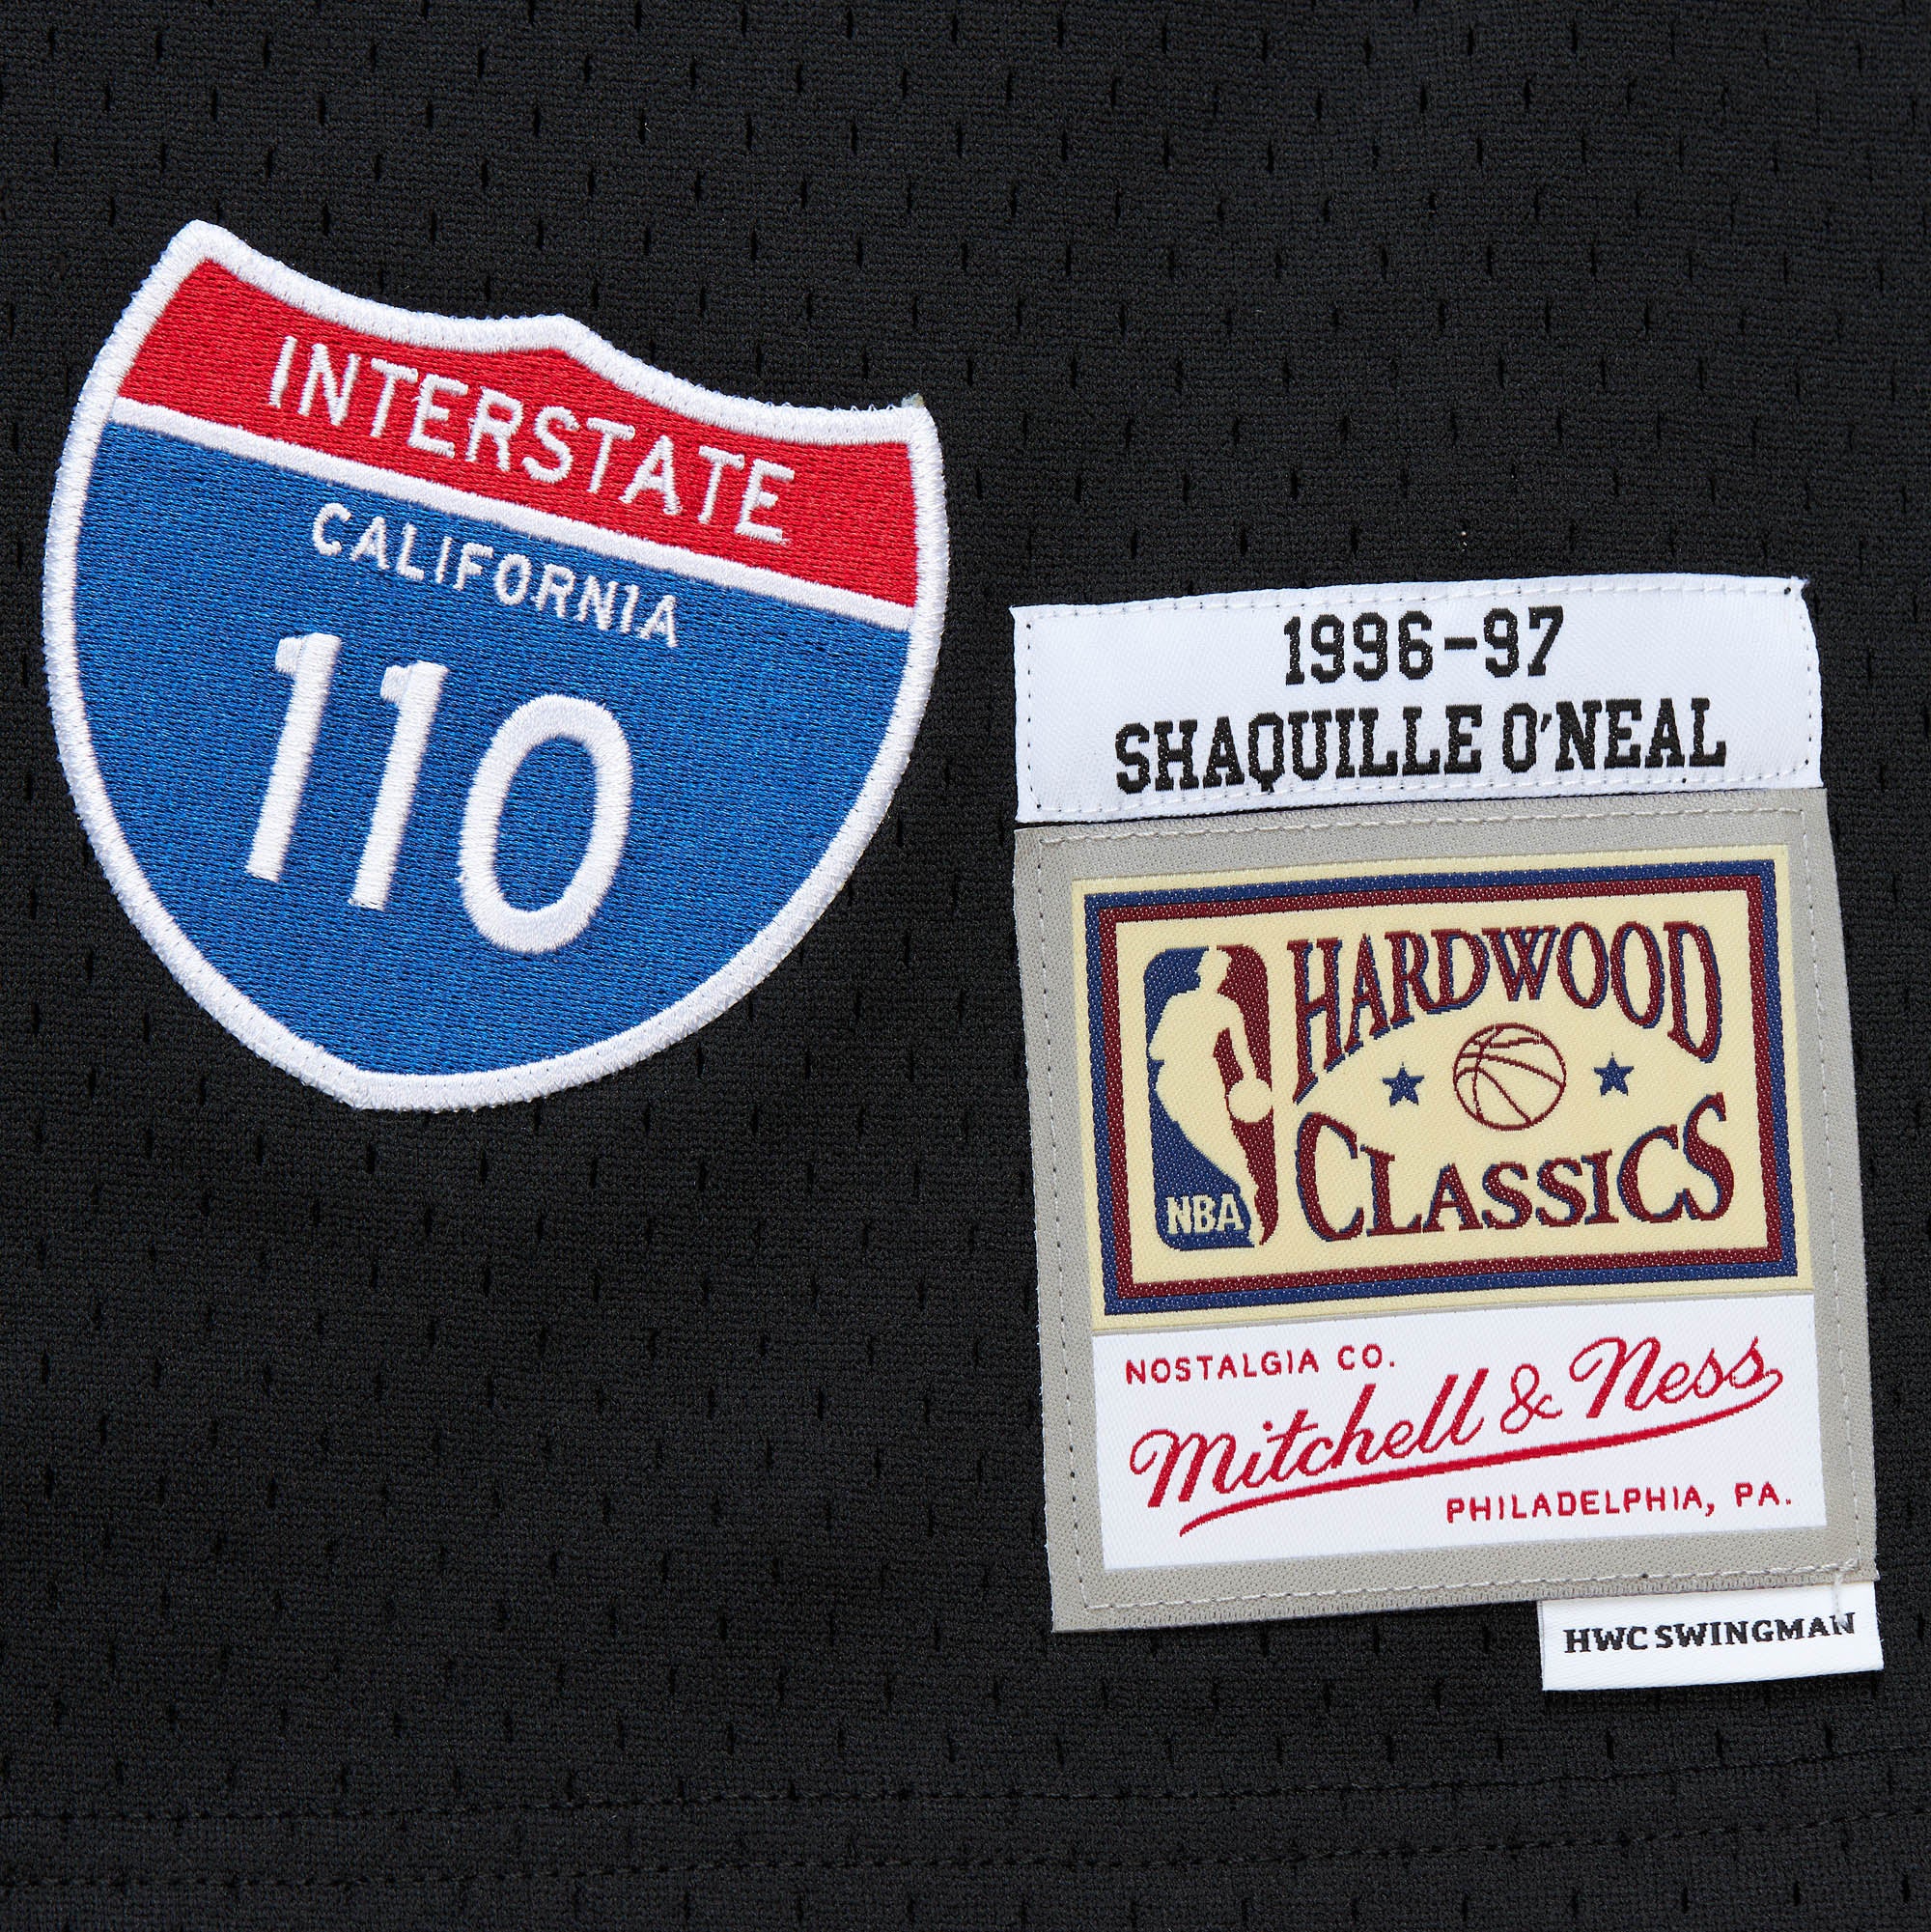 INTERSTATE
CALIFORNIA
110
1996-97
SHAQUILLE O'NEAL
HARDWOOD
CLASSICS
NBA
NOSTALGIA CO.
Mitchell & Ness
PHILADELPHIA, PA.
HWC SWINGMAN